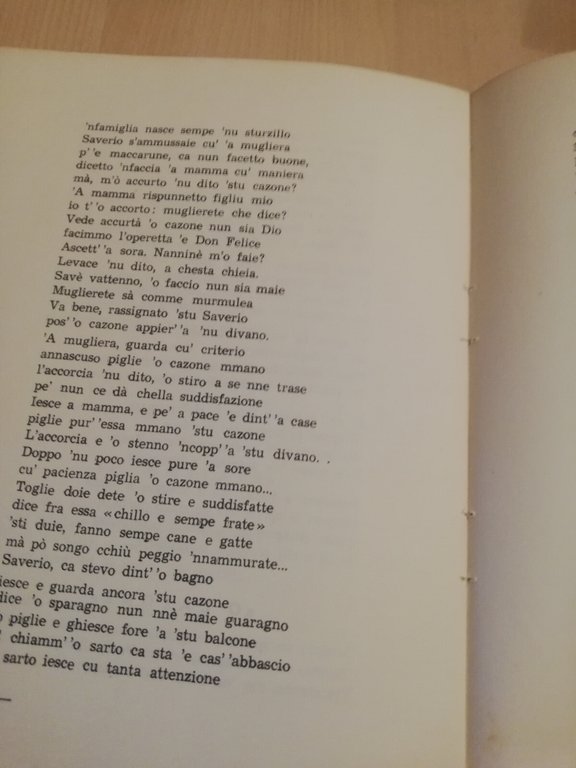 'nfamiglia nasce sempe 'nu sturzillo
Saverio s'ammussaie cu' 'a mugliera
p' 'e maccarune, ca nun facetto buone,
dicetto 'nfaccia 'a mamma cu' maniera
mà, m'ò accurto 'nu dito 'stu cazone?
'A mamma rispunnetto figliu mio
io t' 'o accorto: muglierete che dice?
Vede accurtà 'o cazone nun sia Dio
facimmo l'operetta 'e Don Felice
Ascett' 'a sora. Nanninè m'o faie?
Levace 'nu dito, a chesta chieia.
Savè vattenno, 'o faccio nun sia maie
Muglierete sà comme murmulea
Va bene, rassignato 'stu Saverio
pos' 'o cazone appier' 'a 'nu divano.
'A mugliera, guarda cu' criterio
annascuso piglie 'o cazone mmano
l'accorcia 'nu dito, 'o stiro a se nne trase
pe' nun ce dà chella suddisfazione
Iesce a mamma, e pe' a pace 'e dint' 'a case
piglie pur' 'essa mmano 'stu cazone
L'accorcia e 'o stenno 'ncopp' 'a 'stu divano. .
Doppo 'nu poco iesce pure 'a sore
cu' pacienza piglia 'o cazone mmano...
Toglie doie dete 'o stire e suddisfatte
dice fra essa «chillo e sempe frate»
'sti duie, fanno sempe cane e gatte
mà pò songo cchiù peggio 'nnammurate...
Saverio, ca stevo dint' 'o bagno
iesce e guarda ancora 'stu cazone
dice 'o sparagno nun nnè maie guaragno
piglie e ghiesce fore 'a 'stu balcone
chiamm' 'o sarto ca sta 'e cas' 'abbascio
sarto iesce cu tanta attenzione